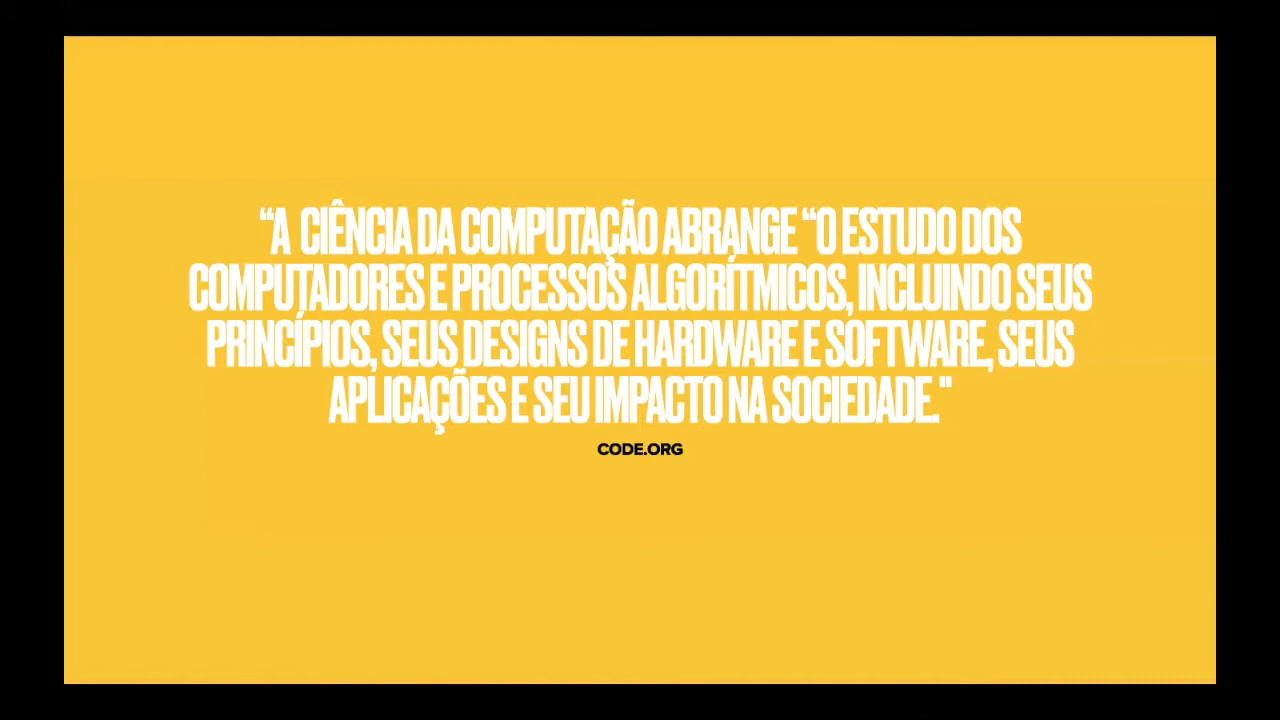 “A CIÊNCIA DA COMPUTAÇÃO ABRANGE “O ESTUDO DOS
COMPUTADORES E PROCESSOS ALGORÍTMICOS, INCLUINDO SEUS
PRINCÍPIOS, SEUS DESIGNS DE HARDWARE E SOFTWARE, SEUS
APLICAÇÕES E SEU IMPACTO NA SOCIEDADE."
CODE.ORG